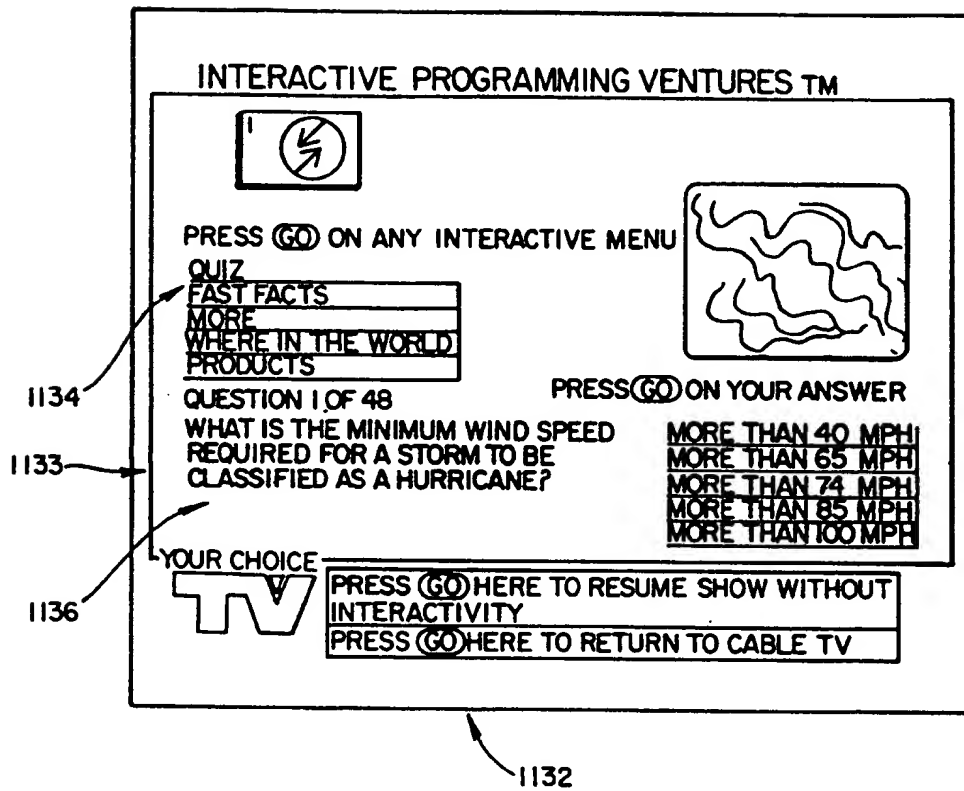 INTERACTIVE PROGRAMMING VENTURES TM
PRESS GO ON ANY INTERACTIVE MENU
QUIZ
FAST FACTS
MORE
WHERE IN THE WORLD
PRODUCTS
1134
PRESS GO ON YOUR ANSWER
QUESTION 1 OF 48
WHAT IS THE MINIMUM WIND SPEED
REQUIRED FOR A STORM TO BE
CLASSIFIED AS A HURRICANE?
1133
MORE THAN 40 MPH
MORE THAN 65 MPH
MORE THAN 74 MPH
MORE THAN 85 MPH
MORE THAN 100 MPH
YOUR CHOICE
TV
1136
PRESS GO HERE TO RESUME SHOW WITHOUT
INTERACTIVITY
PRESS GO HERE TO RETURN TO CABLE TV
1132